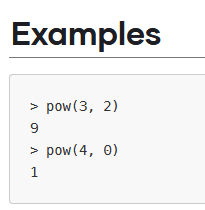 Examples
> pow(3, 2)
9
> pow(4, 0)
1